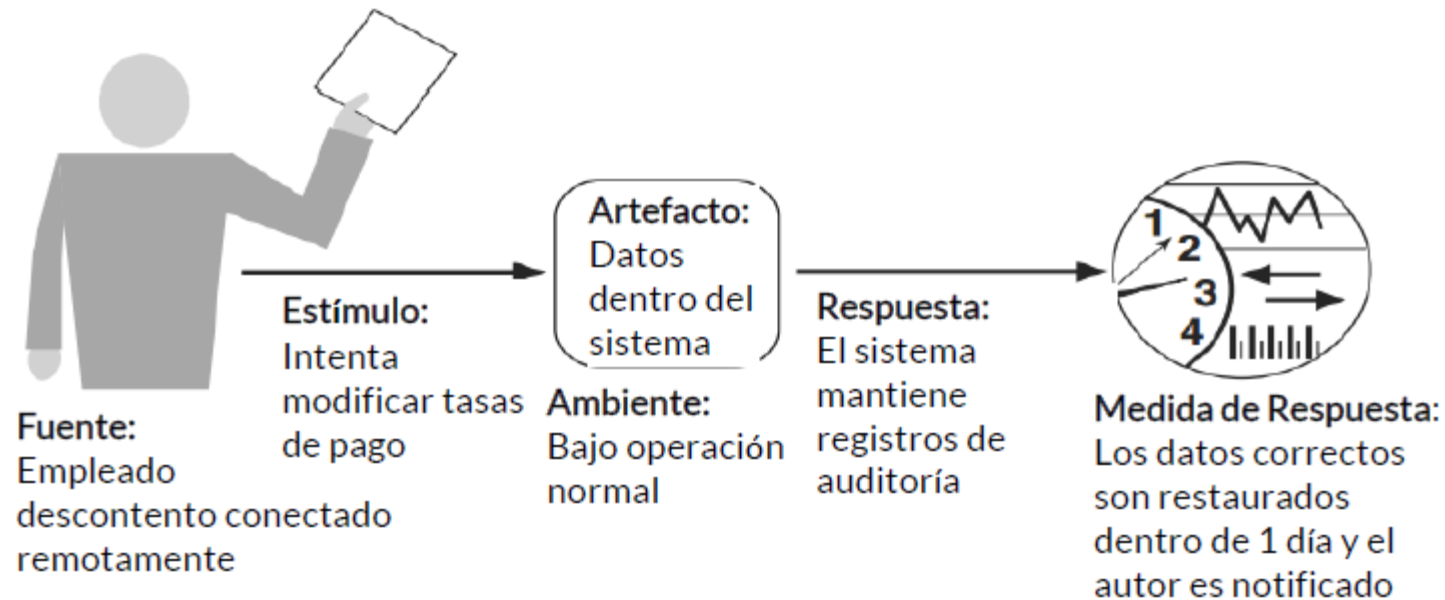 Fuente:
Empleado
descontento conectado
remotamente
Estímulo:
Intenta
modificar tasas
de pago
Artefacto:
Datos
dentro del
sistema
Ambiente:
Bajo operación
normal
Respuesta:
El sistema
mantiene
registros de
auditoría
1
2
3
4
Medida de Respuesta:
Los datos correctos
son restaurados
dentro de 1 día y el
autor es notificado